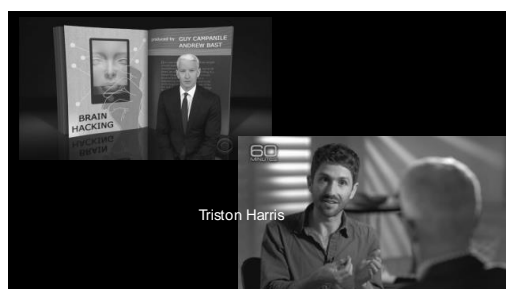 produced by GUY CAMPANILE
ANDREW BAST
BRAIN
HACKING
60
MINUTES
Triston Harris